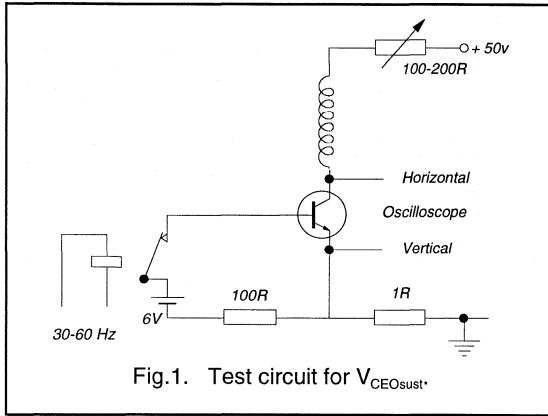 + 50v
100-200R
Horizontal
Oscilloscope
Vertical
100R
1R
6V
30-60 Hz
Fig.1. Test circuit for VCEOsust.